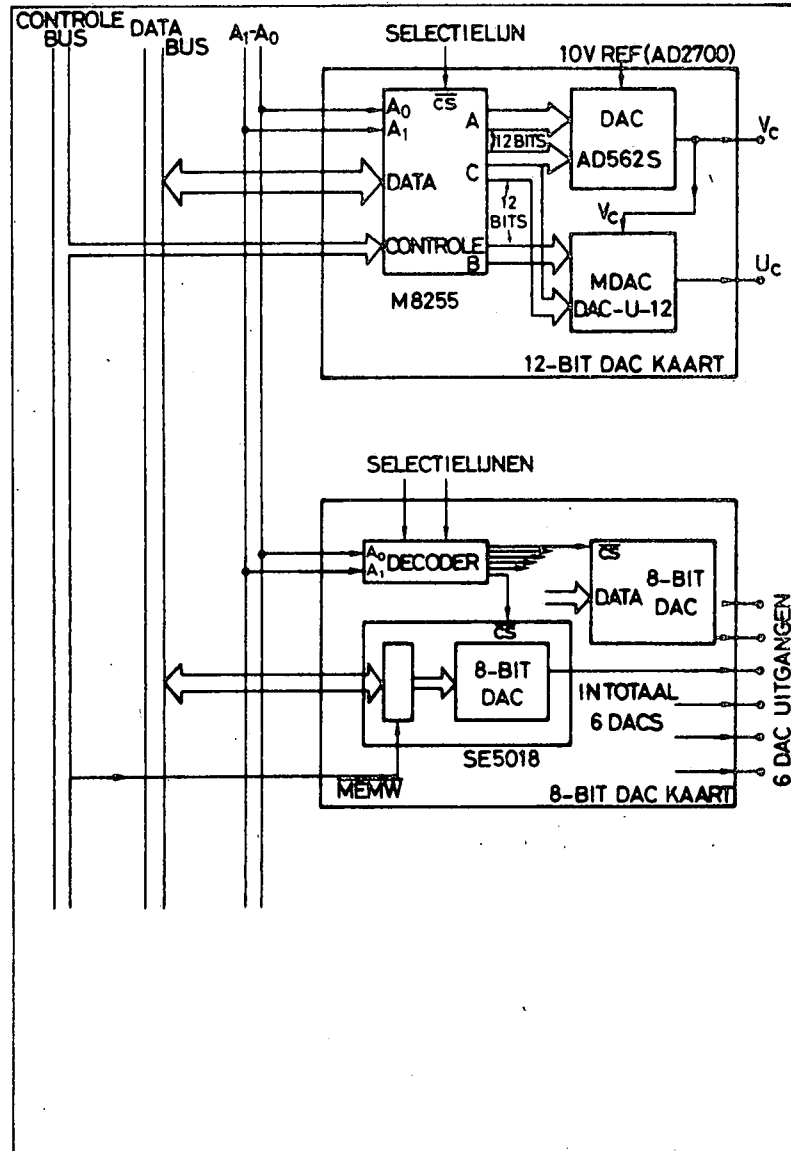 CONTROLE BUS
DATA BUS
A1-A0
SELECTIELIJN
10V REF(AD2700)
A0
A1
CS
A
12 BITS
DAC
AD562S
Vc
DATA
C
12 BITS
Vc
CONTROLE
B
MDAC
DAC-U-12
Uc
M8255
12-BIT DAC KAART
SELECTIELIJNEN
A0
A1
DECODER
CS
8-BIT
DAC
DATA
CS
8-BIT
DAC
IN TOTAAL
6 DACS
6 DAC UITGANGEN
SE5018
MEMW
8-BIT DAC KAART